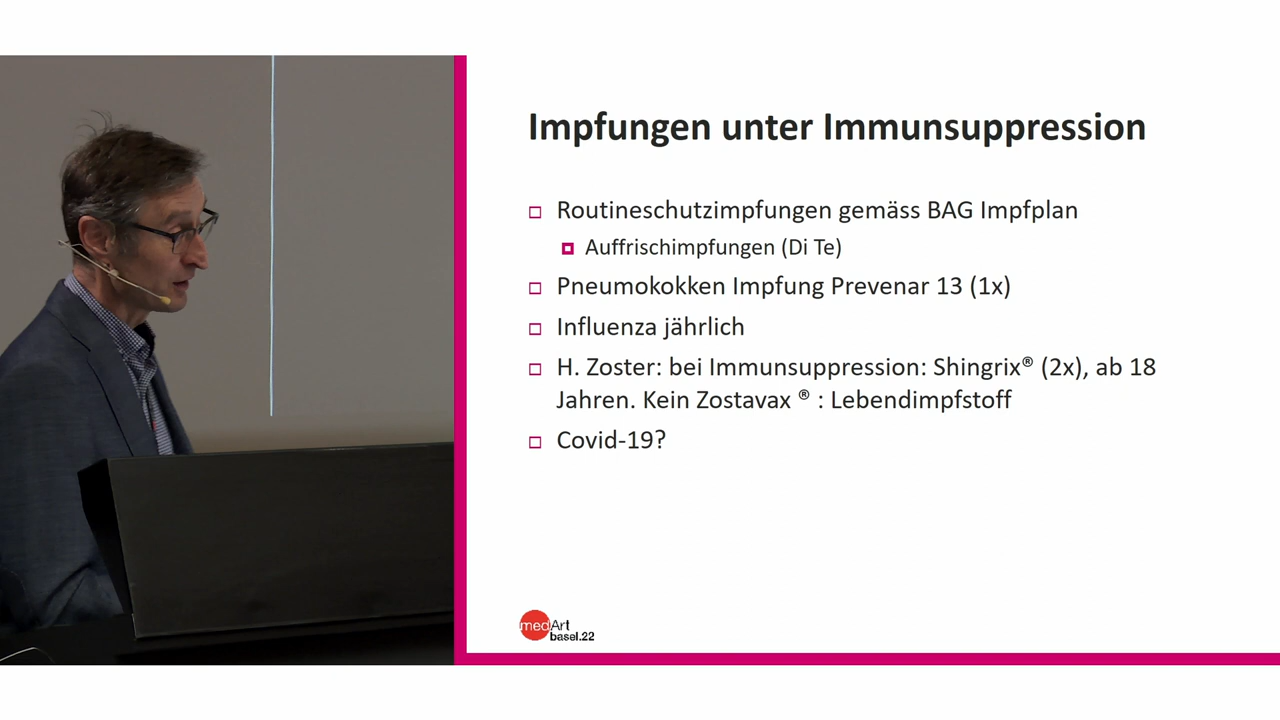 Impfungen unter Immunsuppression
Routineschutzimpfungen gemäss BAG Impfplan
Auffrischimpfungen (Di Te)
Pneumokokken Impfung Prevenar 13 (1x)
Influenza jährlich
H. Zoster: bei Immunsuppression: Shingrix® (2x), ab 18
Jahren. Kein Zostavax ® : Lebendimpfstoff
Covid-19?
medArt
basel.22